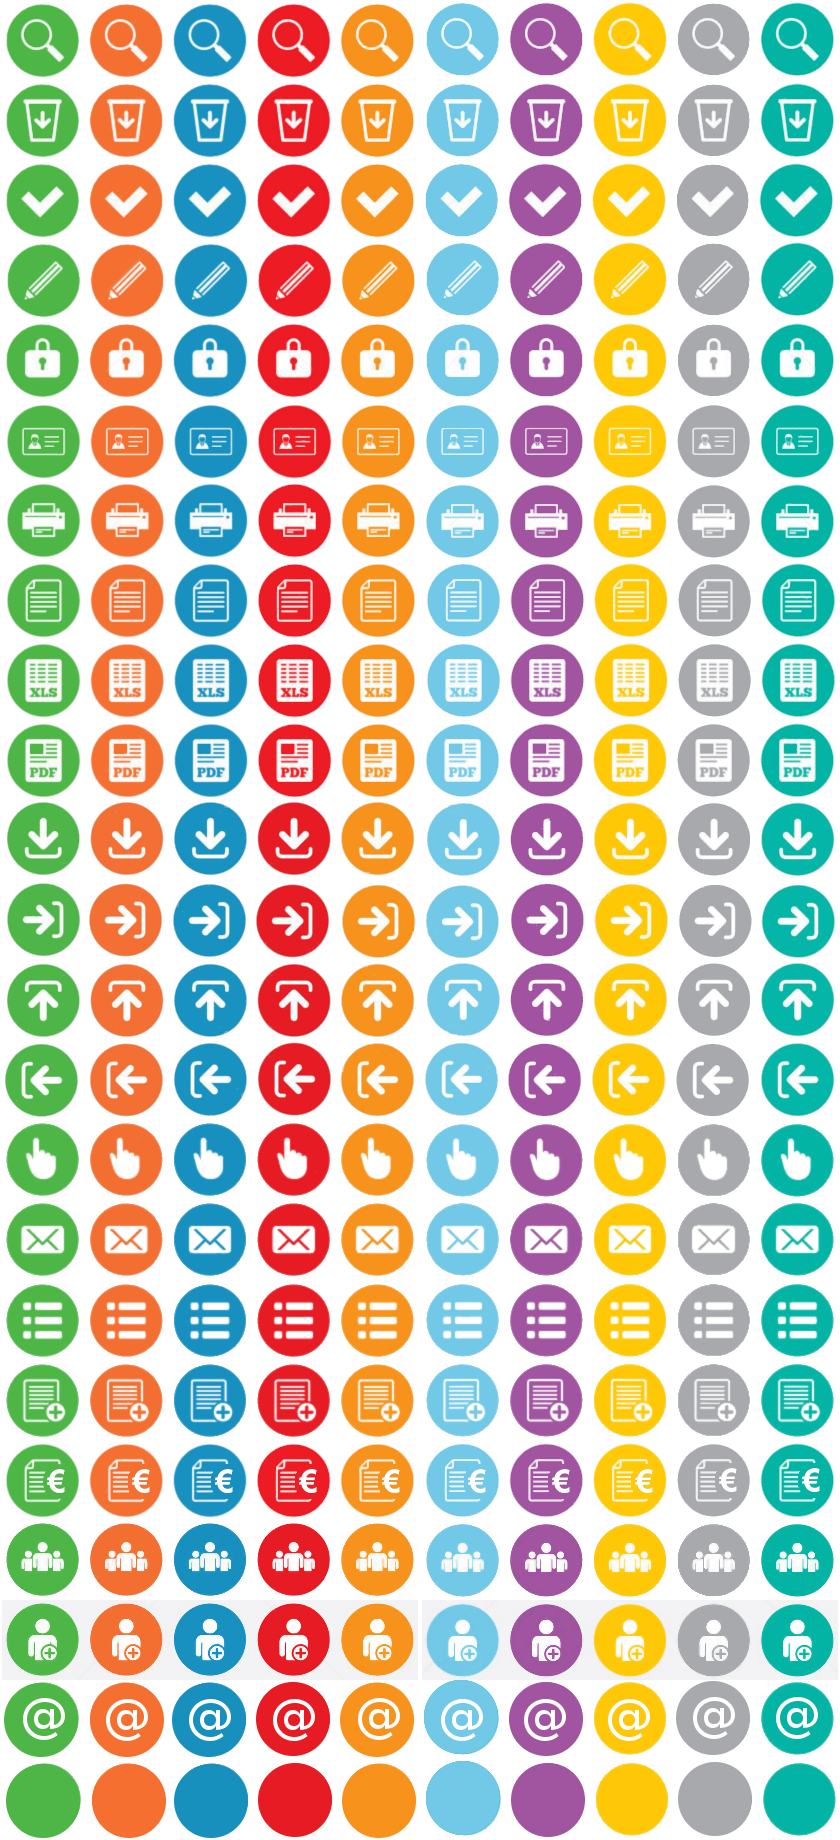 XLS XLS XLS XLS XLS XLS XLS XLS XLS XLS
PDF PDF PDF PDF PDF PDF PDF PDF PDF PDF
€ € € € € € € € € €
@ @ @ @ @ @ @ @ @ @